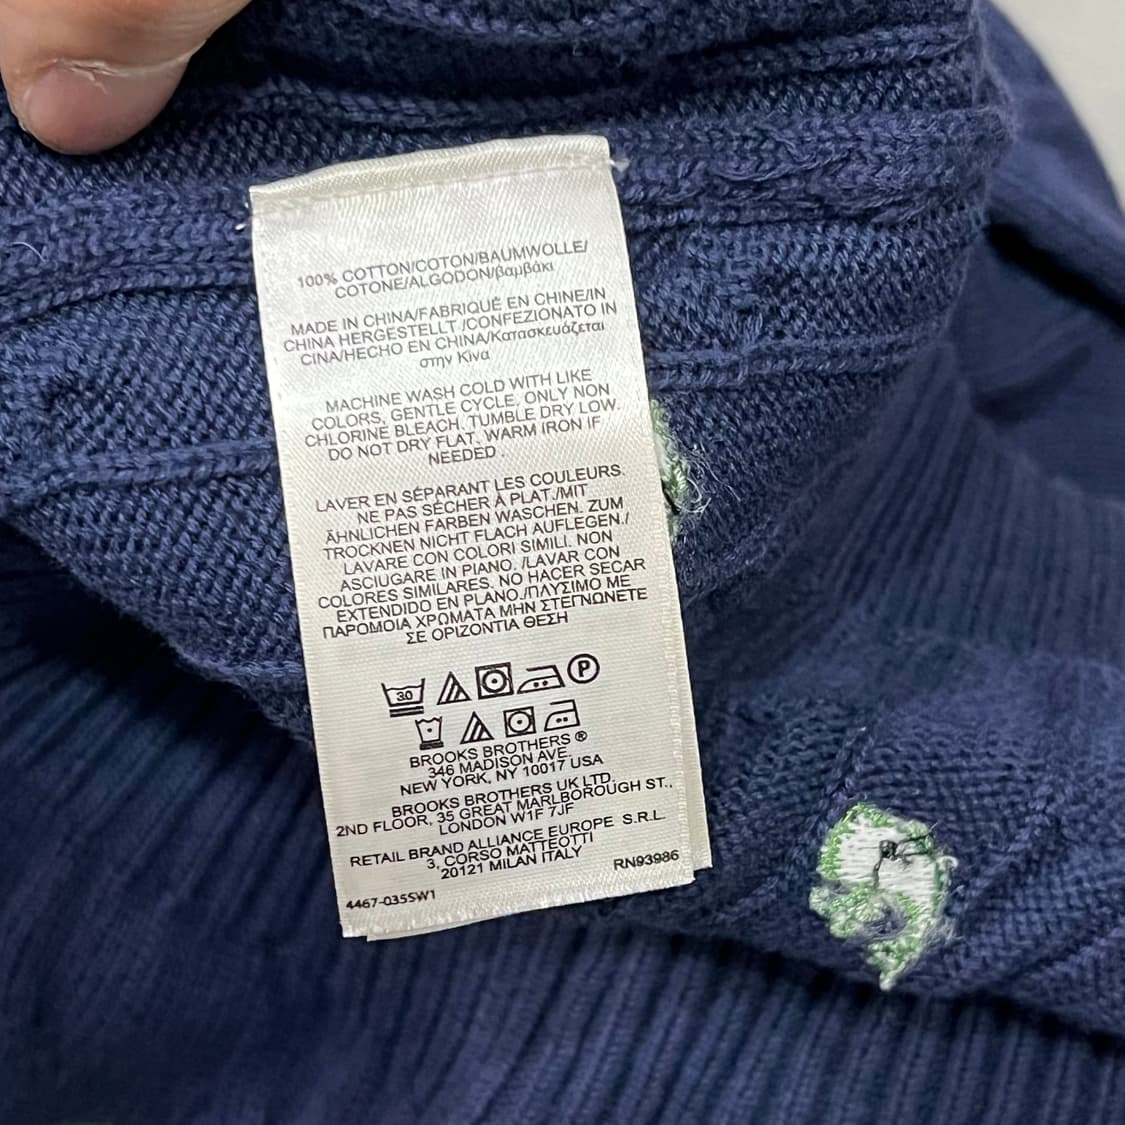 100% COTTON/COTON/BAUMWOLLE/
COTONE/ALGODON/βαμβάκι
MADE IN CHINA/FABRIQUÉ EN CHINE/IN
CHINA HERGESTELLT /CONFEZIONATO IN
CINA/HECHO EN CHINA/Κατασκευάζεται
στην Κίνα
MACHINE WASH COLD WITH LIKE
COLORS, GENTLE CYCLE, ONLY NON
CHLORINE BLEACH. TUMBLE DRY LOW.
DO NOT DRY FLAT. WARM IRON IF
NEEDED .
LAVER EN SÉPARANT LES COULEURS.
NE PAS SÉCHER À PLAT./MIT
ÄHNLICHEN FARBEN WASCHEN. ZUM
TROCKNEN NICHT FLACH AUFLEGEN./
LAVARE CON COLORI SIMILI. NON
ASCIUGARE IN PIANO. /LAVAR CON
COLORES SIMILARES. NO HACER SECAR
EXTENDIDO EN PLANO./ΠΛΥΣΙΜΟ ΜΕ
ΠΑΡΟΜΟΙΑ ΧΡΩΜΑΤΑ ΜΗΝ ΣΤΕΓΝΩΝΕΤΕ
ΣΕ ΟΡΙΖΟΝΤΙΑ ΘΕΣΗ
30 P
BROOKS BROTHERS ®
346 MADISON AVE.
NEW YORK, NY 10017 USA
BROOKS BROTHERS UK LTD.
2ND FLOOR, 35 GREAT MARLBOROUGH ST.,
LONDON W1F 7JF
RETAIL BRAND ALLIANCE EUROPE S.R.L.
3, CORSO MATTEOTTI
20121 MILAN ITALY
RN93986
4467-035SW1